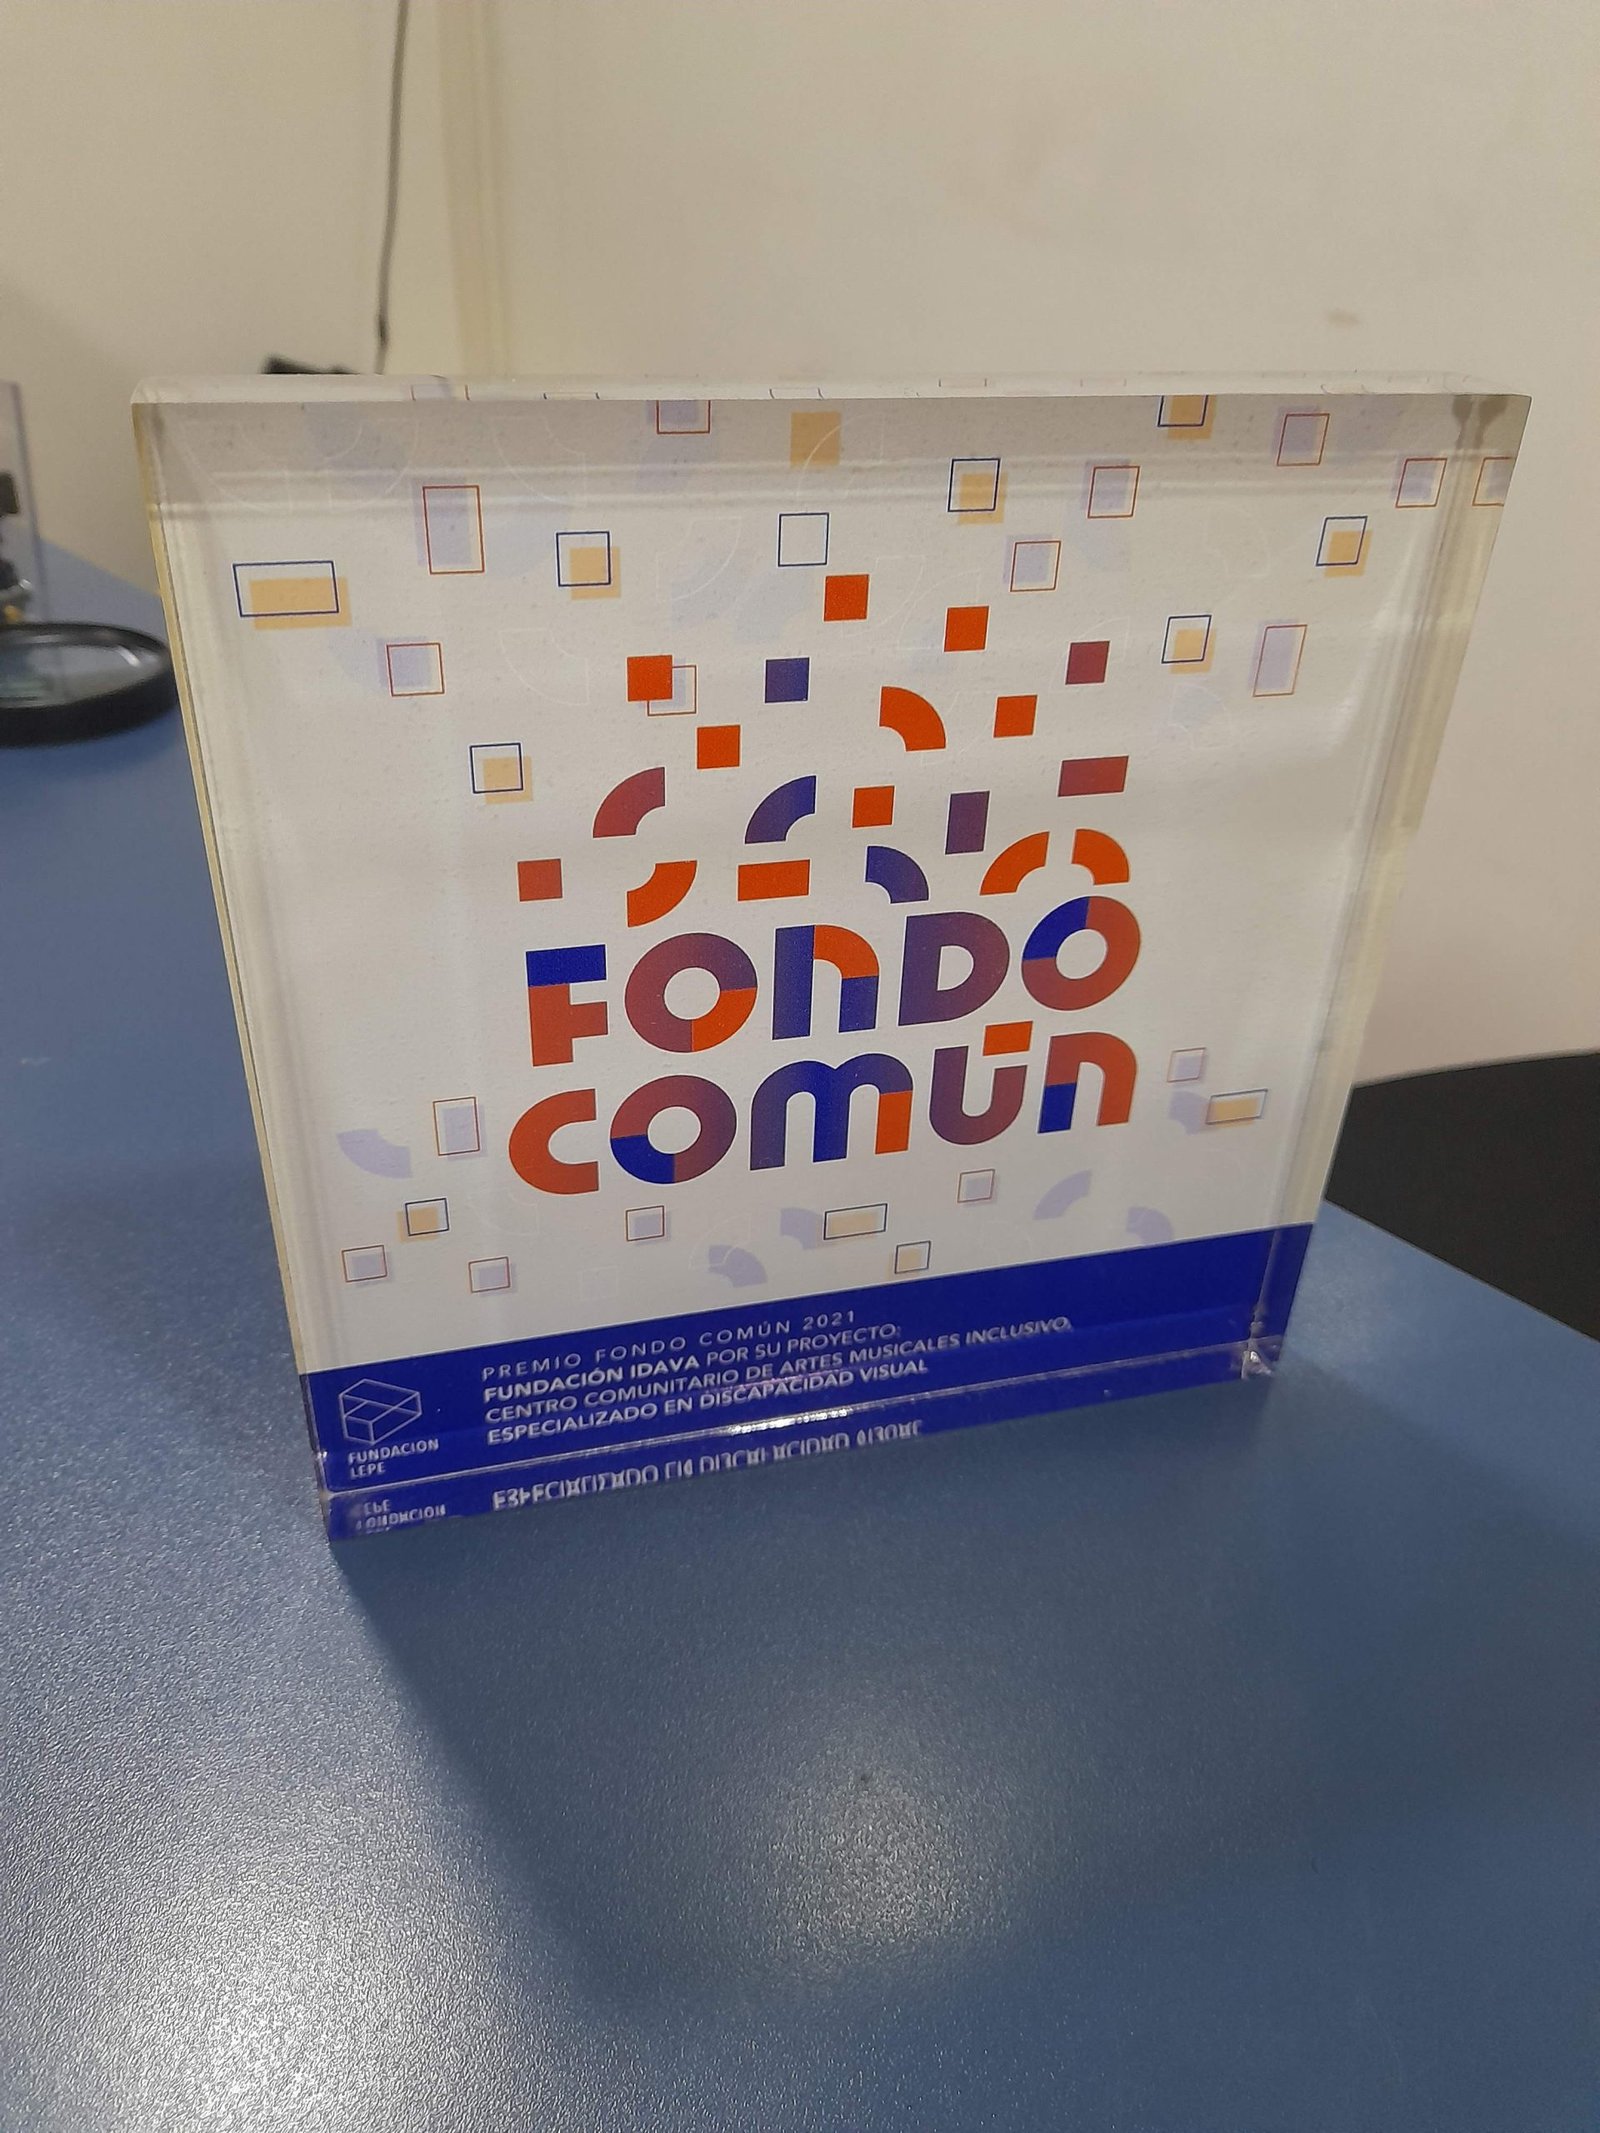 FONDO
COMÚN
PREMIO FONDO COMÚN 2021
FUNDACIÓN IDAVA POR SU PROYECTO:
CENTRO COMUNITARIO DE ARTES MUSICALES INCLUSIVO,
ESPECIALIZADO EN DISCAPACIDAD VISUAL
FUNDACION
LEPE